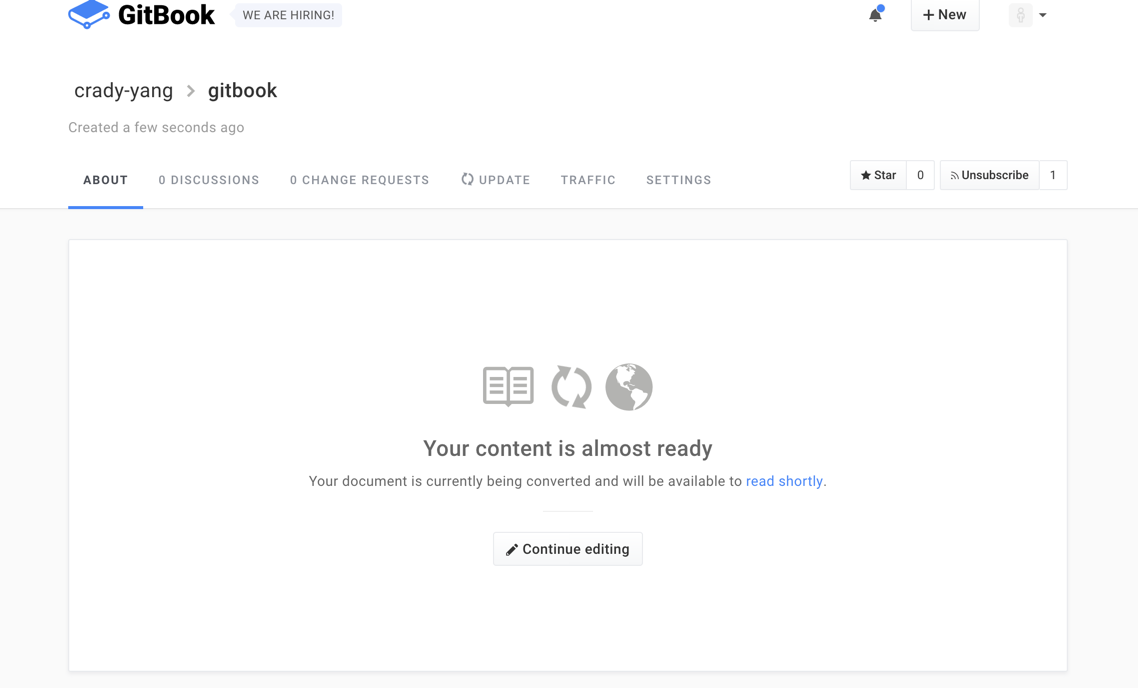 GitBook WE ARE HIRING! + New
crady-yang > gitbook
Created a few seconds ago
ABOUT 0 DISCUSSIONS 0 CHANGE REQUESTS UPDATE TRAFFIC SETTINGS Star 0 Unsubscribe 1
Your content is almost ready
Your document is currently being converted and will be available to read shortly.
Continue editing